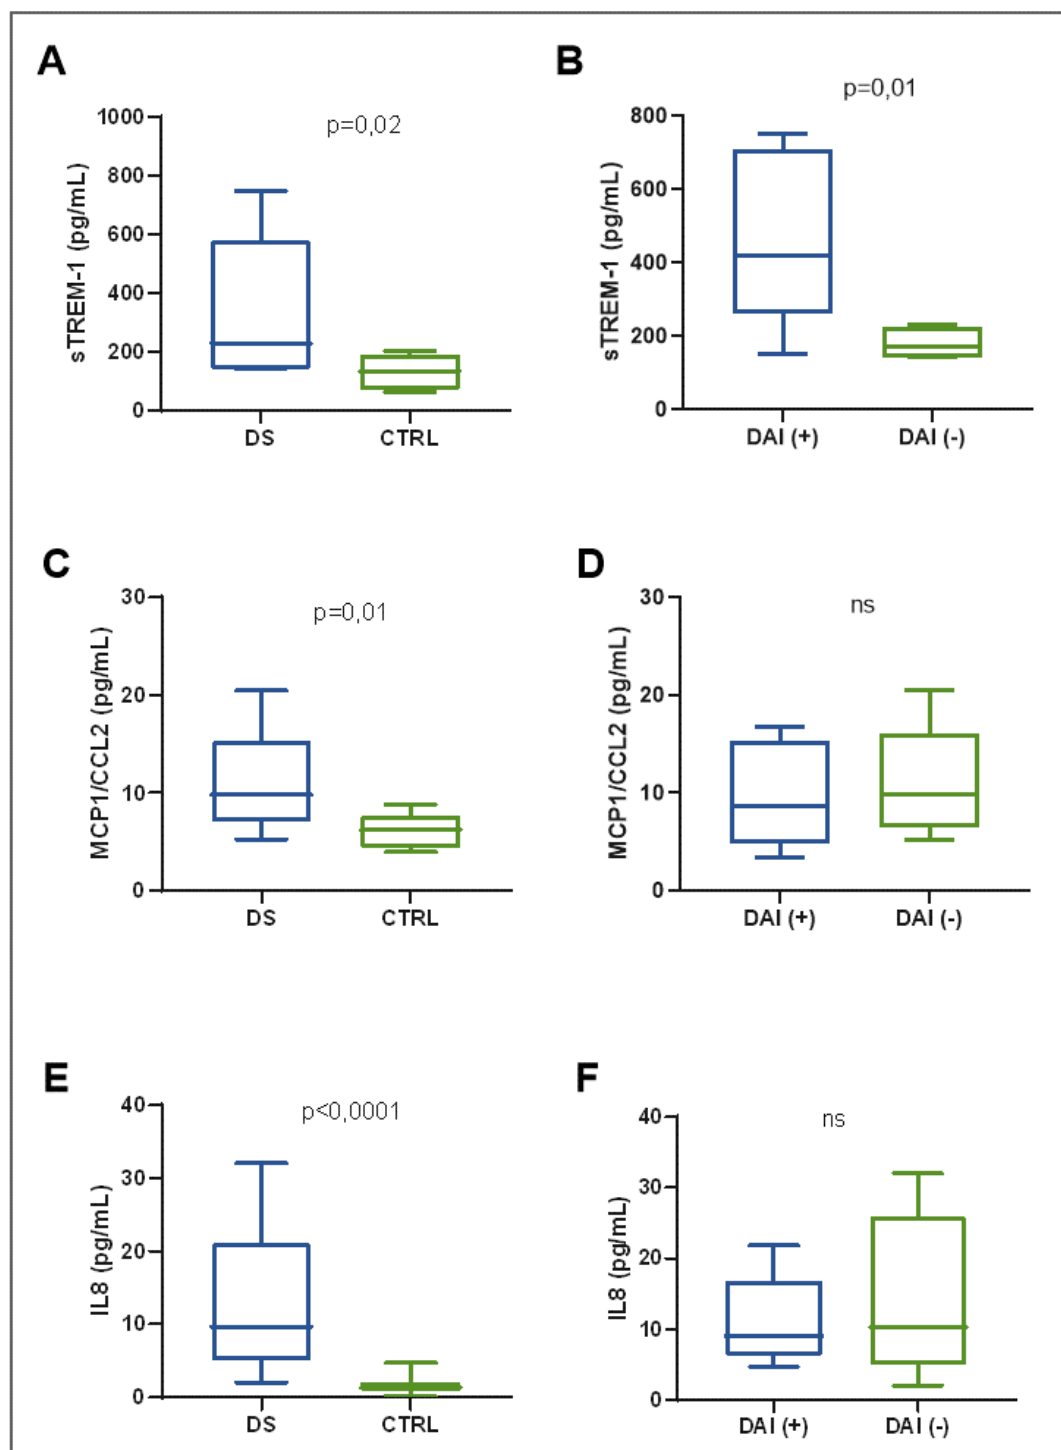 A
p=0,02
sTREM-1 (pg/mL)
1000
800
600
400
200
0
DS CTRL
B
p=0,01
sTREM-1 (pg/mL)
800
600
400
200
0
DAI (+) DAI (-)
C
p=0,01
MCP1/CCL2 (pg/mL)
30
20
10
0
DS CTRL
D
ns
MCP1/CCL2 (pg/mL)
30
20
10
0
DAI (+) DAI (-)
E
p<0,0001
IL8 (pg/mL)
40
30
20
10
0
DS CTRL
F
ns
IL8 (pg/mL)
40
30
20
10
0
DAI (+) DAI (-)